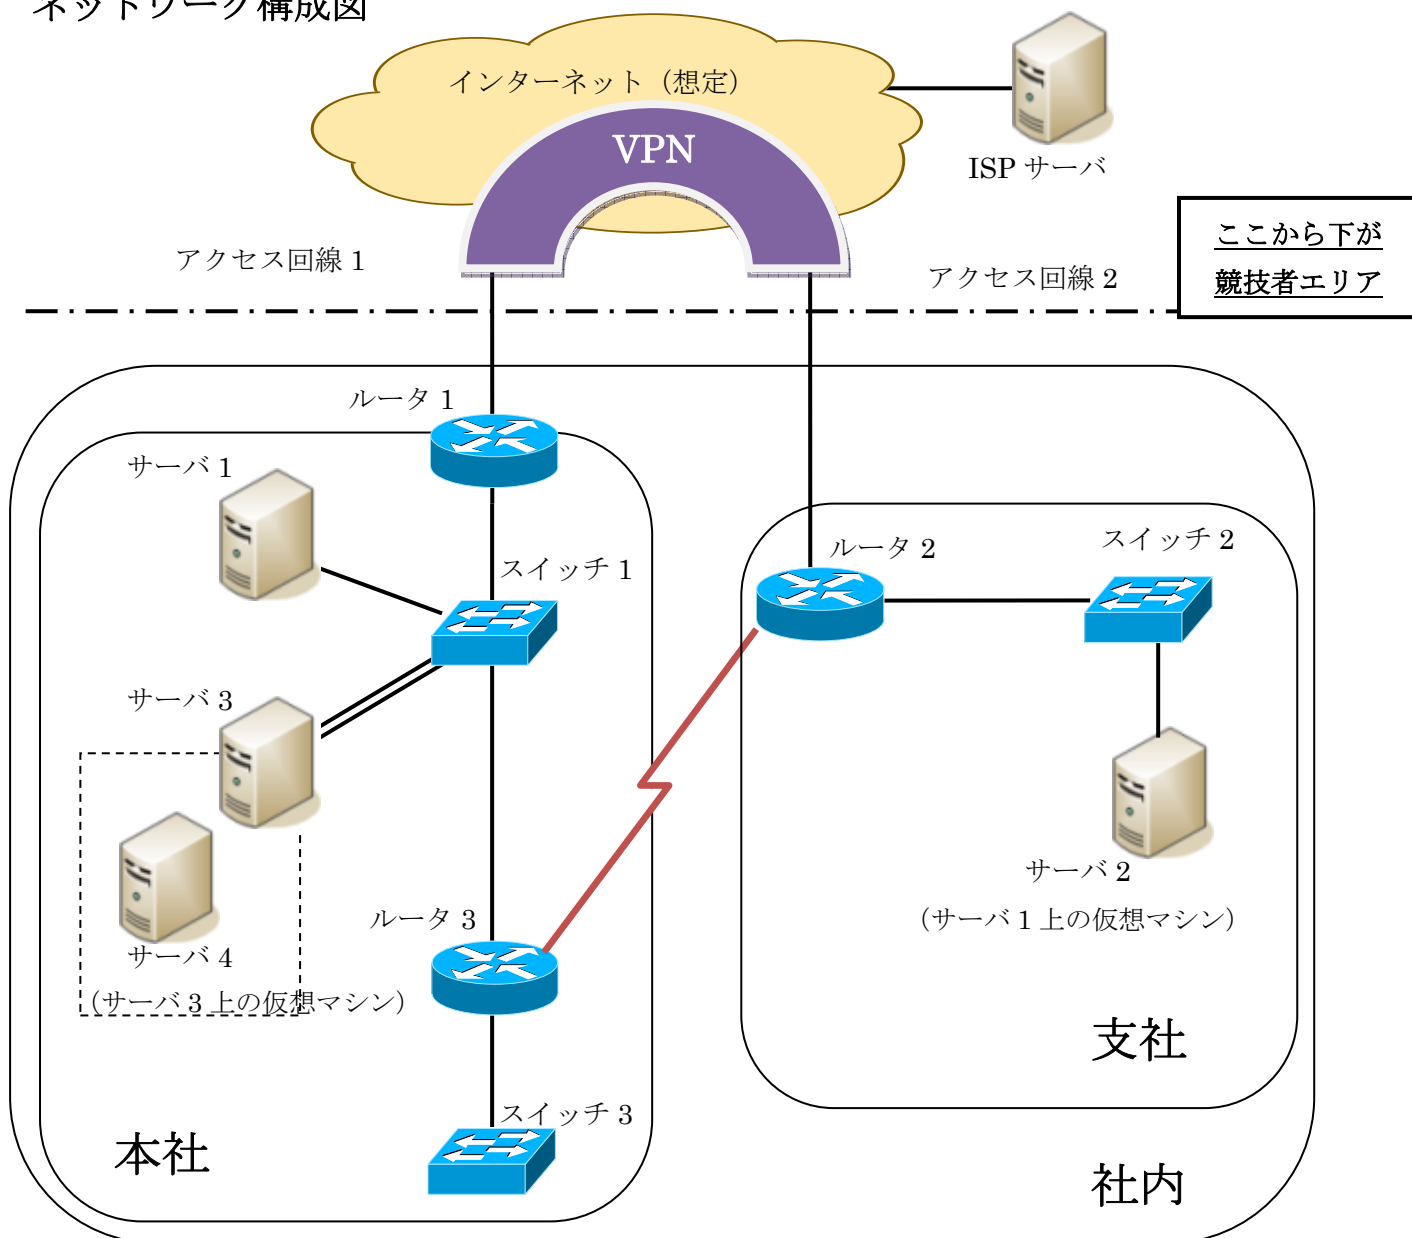 ネットワーク構成図
インターネット（想定）
VPN
ISP サーバ
ここから下が
競技者エリア
アクセス回線 1
アクセス回線 2
ルータ 1
サーバ 1
スイッチ 1
ルータ 2
スイッチ 2
サーバ 3
サーバ 2
（サーバ 1 上の仮想マシン）
ルータ 3
サーバ 4
（サーバ 3 上の仮想マシン）
支社
スイッチ 3
本社
社内